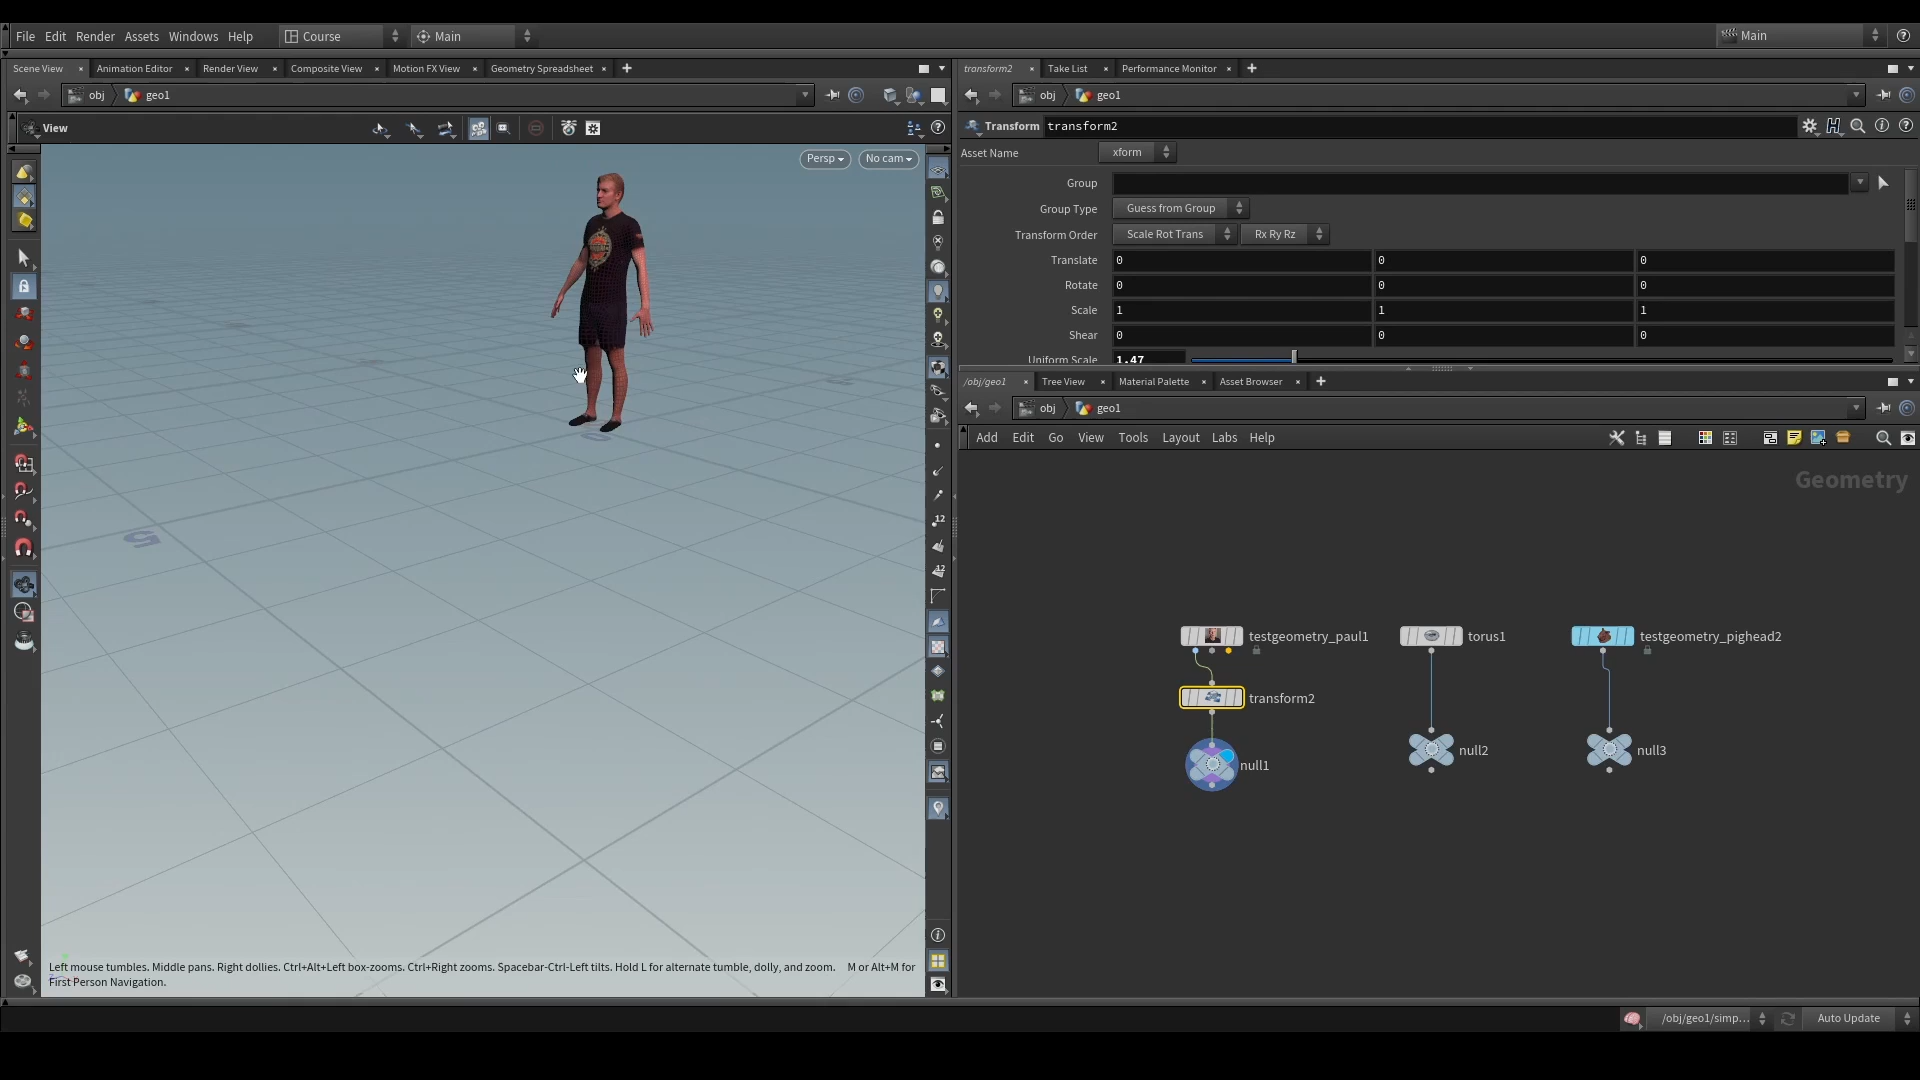 File Edit Render Assets Windows Help Course Main Main
Scene View Animation Editor Render View Composite View Motion FX View Geometry Spreadsheet
obj geo1
View
Persp No cam
5
0
Left mouse tumbles. Middle pans. Right dollies. Ctrl+Alt+Left box-zooms. Ctrl+Right zooms. Spacebar-Ctrl-Left tilts. Hold L for alternate tumble, dolly, and zoom. M or Alt+M for
First Person Navigation.
12
12
transform2 Take List Performance Monitor
obj geo1
Transform transform2
Asset Name xform
Group
Group Type Guess from Group
Transform Order Scale Rot Trans Rx Ry Rz
Translate 0 0 0
Rotate 0 0 0
Scale 1 1 1
Shear 0 0 0
Uniform Scale 1.47
/obj/geo1 Tree View Material Palette Asset Browser
obj geo1
Add Edit Go View Tools Layout Labs Help
Geometry
testgeometry_paul1 torus1 testgeometry_pighead2
transform2
null1 null2 null3
/obj/geo1/simp... Auto Update